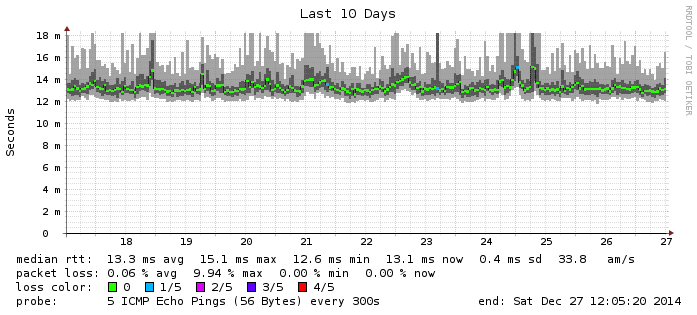 Last 10 Days
RRDTOOL / TOBI OETIKER
Seconds
18 m
16 m
14 m
12 m
10 m
8 m
6 m
4 m
2 m
0
18 19 20 21 22 23 24 25 26 27
median rtt: 13.3 ms avg 15.1 ms max 12.6 ms min 13.1 ms now 0.4 ms sd 33.8 am/s
packet loss: 0.06 % avg 9.94 % max 0.00 % min 0.00 % now
loss color: 0 1/5 2/5 3/5 4/5
probe: 5 ICMP Echo Pings (56 Bytes) every 300s end: Sat Dec 27 12:05:20 2014